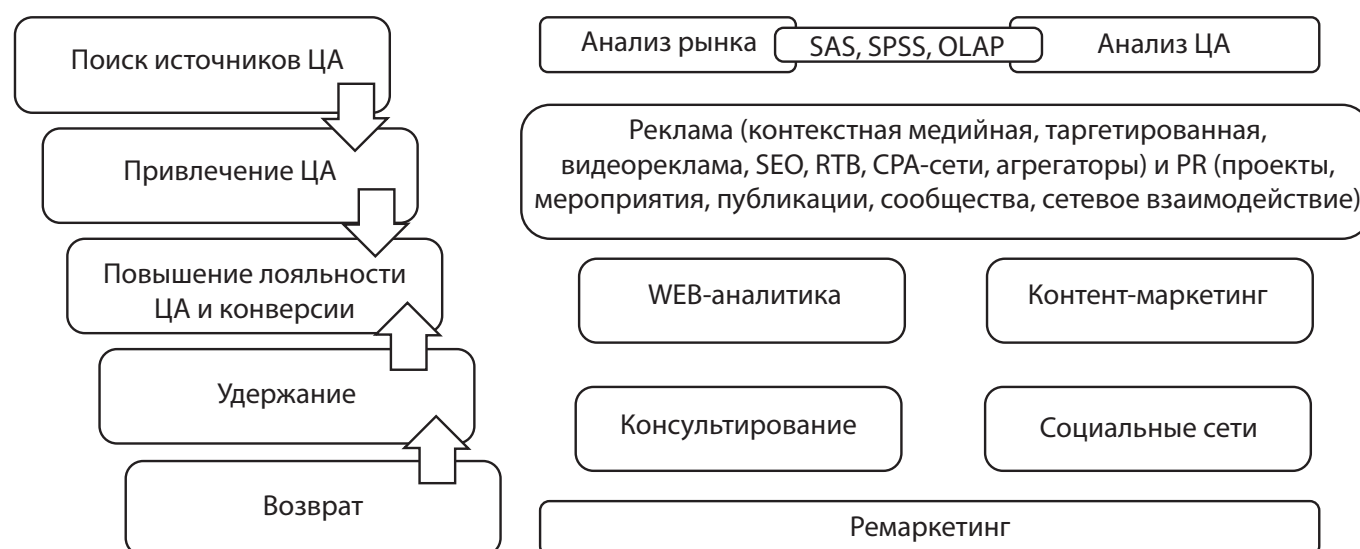 Поиск источников ЦА
Привлечение ЦА
Повышение лояльности
ЦА и конверсии
Удержание
Возврат
Анализ рынка
SAS, SPSS, OLAP
Анализ ЦА
Реклама (контекстная медийная, таргетированная,
видеореклама, SEO, RTB, CPA-сети, агрегаторы) и PR (проекты,
мероприятия, публикации, сообщества, сетевое взаимодействие)
WEB-аналитика
Контент-маркетинг
Консультирование
Социальные сети
Ремаркетинг